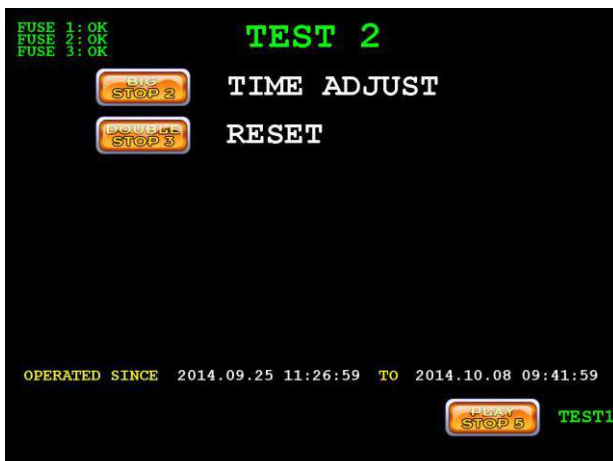 FUSE 1:OK
FUSE 2:OK
FUSE 3:OK
TEST 2
BIG
STOP 2
TIME ADJUST
DOUBLE
STOP 3
RESET
OPERATED SINCE 2014.09.25 11:26:59 TO 2014.10.08 09:41:59
PLAY
STOP 5
TEST1